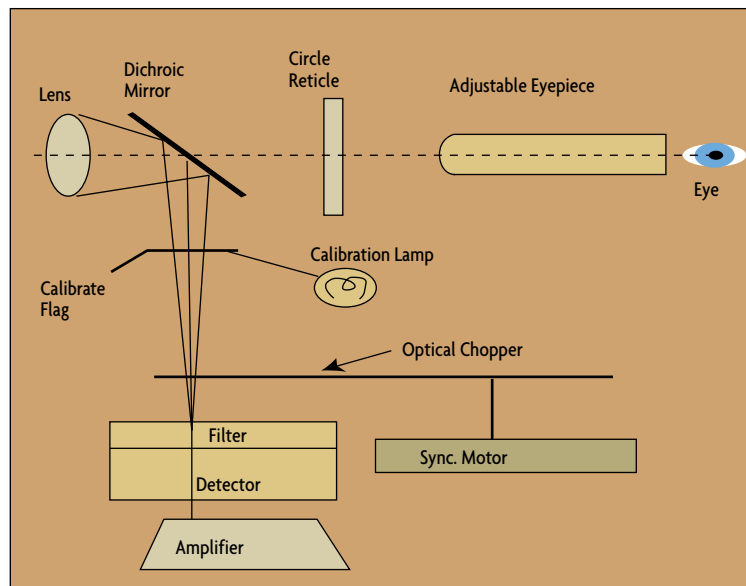 Circle
Reticle
Dichroic
Mirror
Adjustable Eyepiece
Lens
Eye
Calibration Lamp
Calibrate
Flag
Optical Chopper
Filter
Sync. Motor
Detector
Amplifier